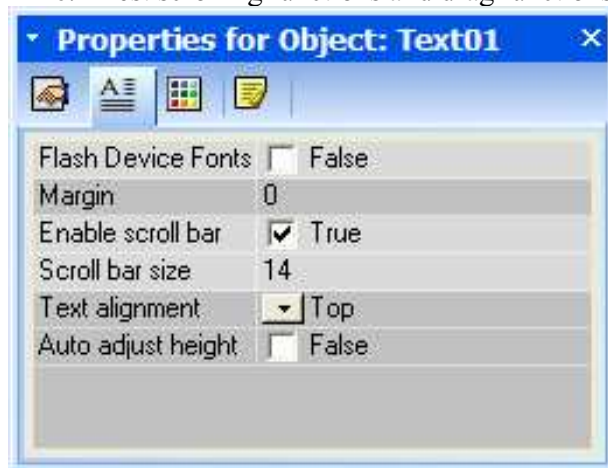 Properties for Object: Text01
Flash Device Fonts False
Margin 0
Enable scroll bar True
Scroll bar size 14
Text alignment Top
Auto adjust height False